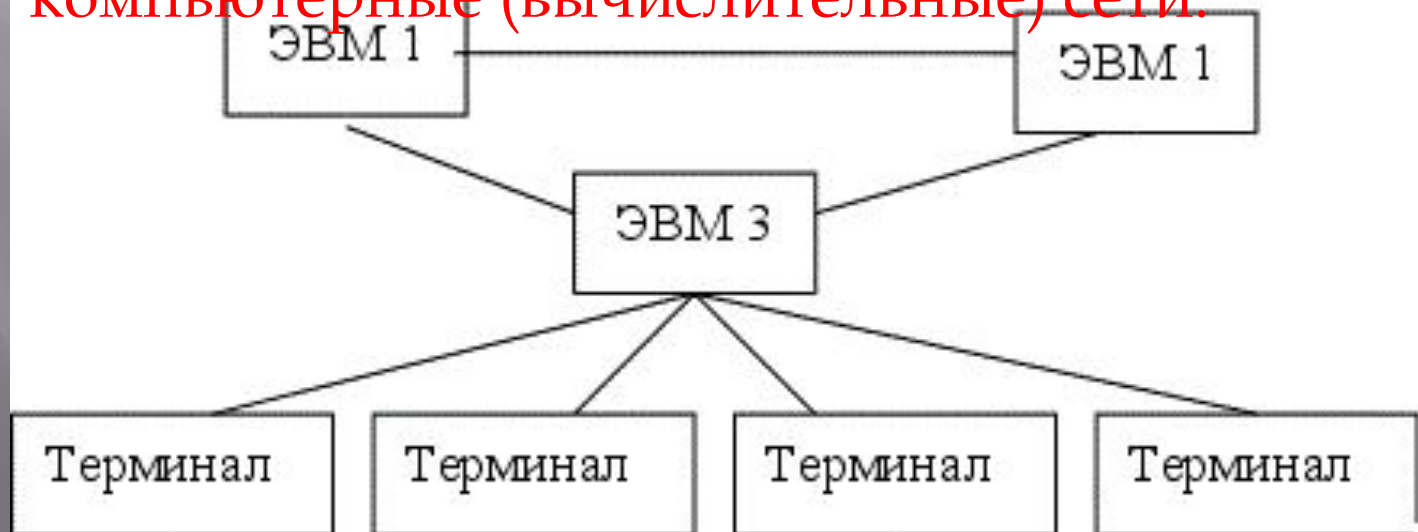 компьютерные (вычислительные) сети.
ЭВМ 1
ЭВМ 1
ЭВМ 3
Терминал
Терминал
Терминал
Терминал